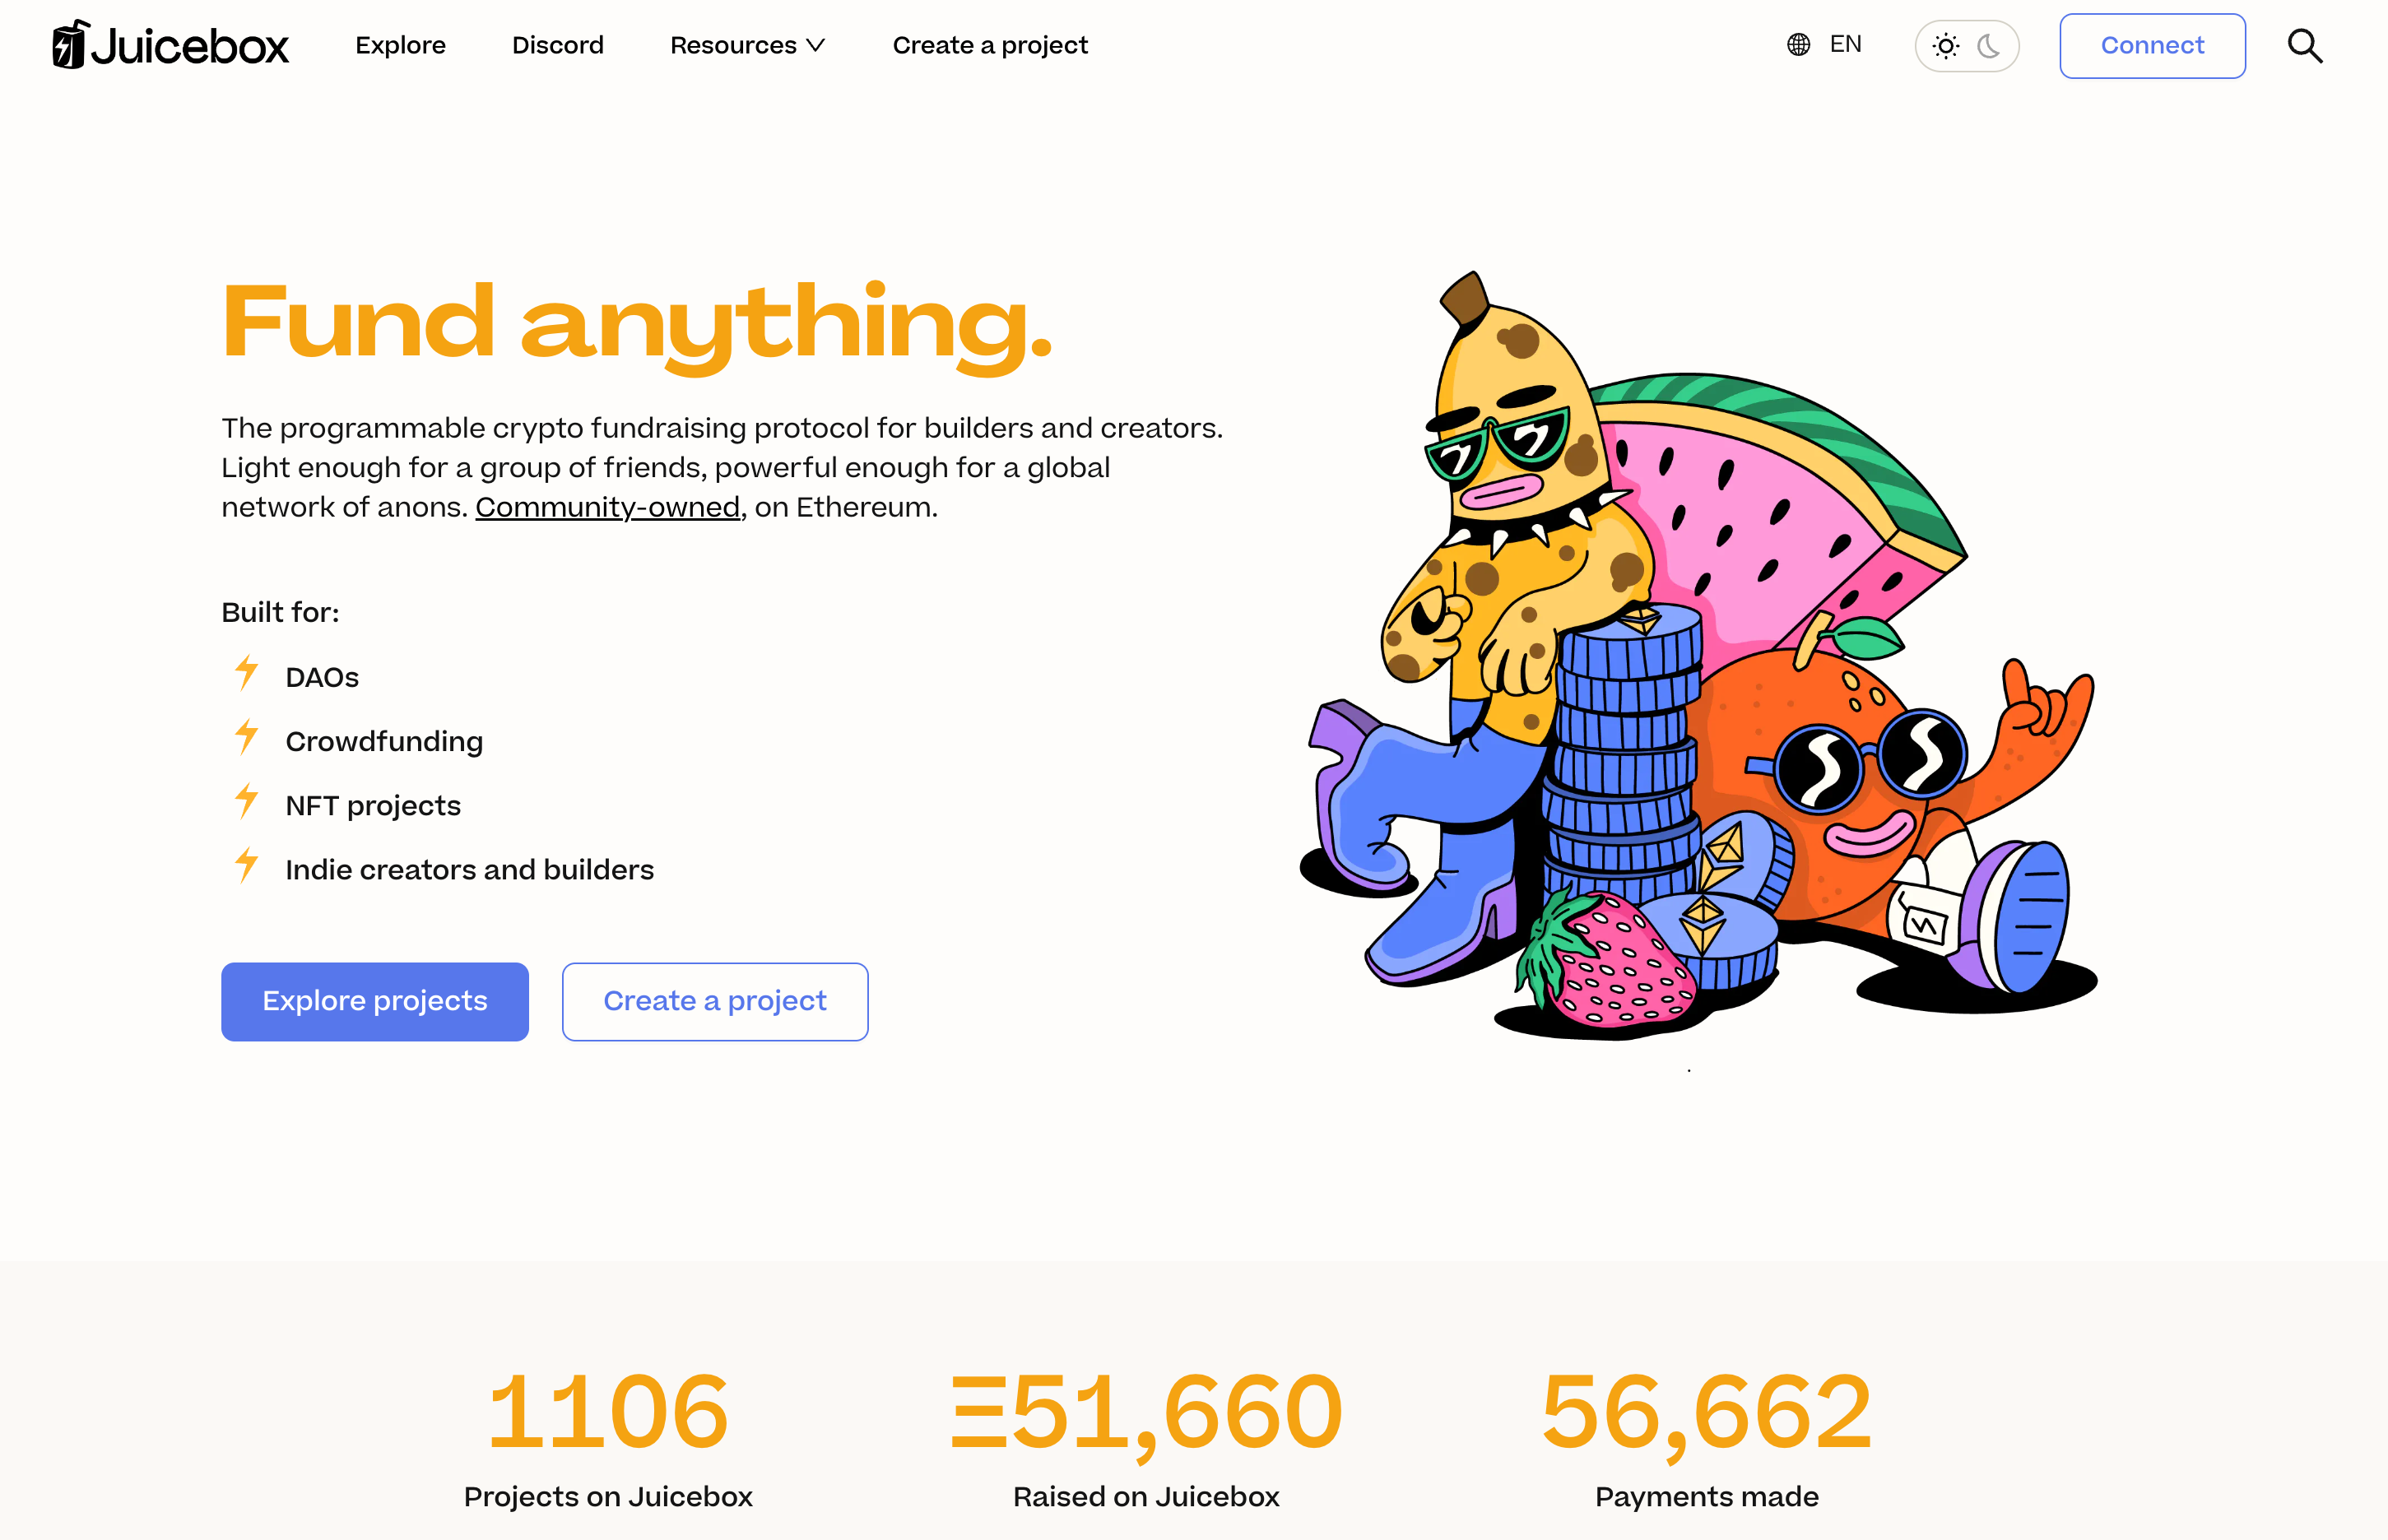 Juicebox
Explore
Discord
Resources
Create a project
EN
Connect
Fund anything.
The programmable crypto fundraising protocol for builders and creators.
Light enough for a group of friends, powerful enough for a global
network of anons. Community-owned, on Ethereum.
Built for:
DAOs
Crowdfunding
NFT projects
Indie creators and builders
Explore projects
Create a project
1106
Ξ51,660
56,662
Projects on Juicebox
Raised on Juicebox
Payments made